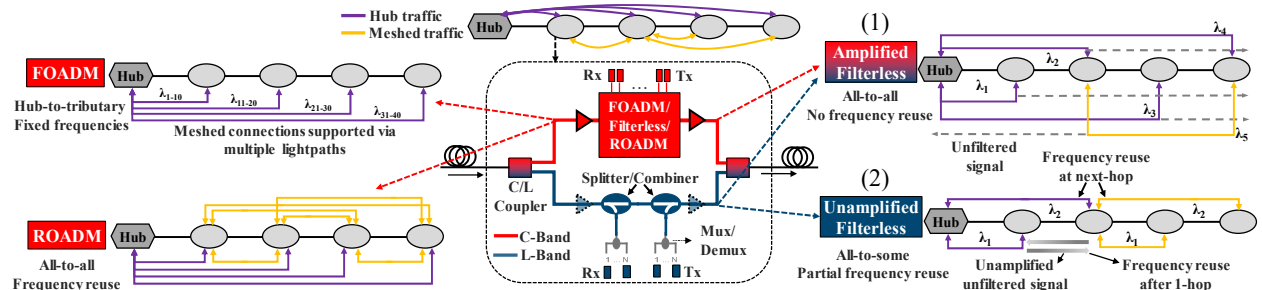 Hub traffic
Meshed traffic
Hub
FOADM
Hub-to-tributary
Fixed frequencies
Hub
λ1-10
λ11-20
λ21-30
λ31-40
Meshed connections supported via
multiple lightpaths
ROADM
All-to-all
Frequency reuse
Hub
Rx
...
Tx
FOADM/
Filterless/
ROADM
C/L
Coupler
Splitter/Combiner
Mux/
Demux
C-Band
L-Band
1 ... N
1 ... N
Rx
Tx
(1)
Amplified
Filterless
All-to-all
No frequency reuse
Hub
λ1
λ2
λ3
λ4
λ5
Unfiltered
signal
(2)
Unamplified
Filterless
All-to-some
Partial frequency reuse
Frequency reuse
at next-hop
Hub
λ1
λ2
λ1
λ2
Unamplified
unfiltered signal
Frequency reuse
after 1-hop